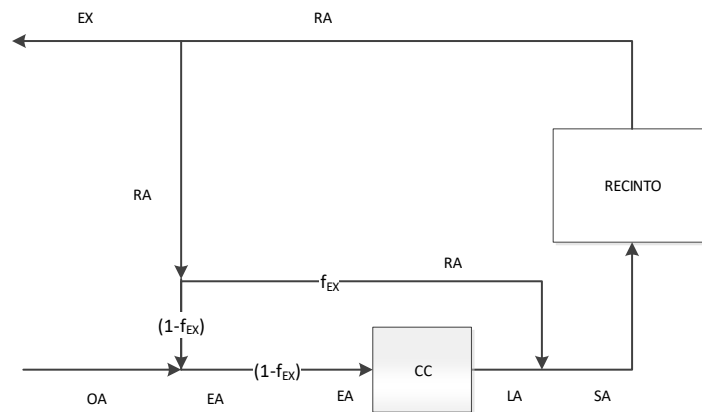 EX
RA
RECINTO
RA
RA
f_EX
(1-f_EX)
(1-f_EX)
CC
OA
EA
EA
LA
SA